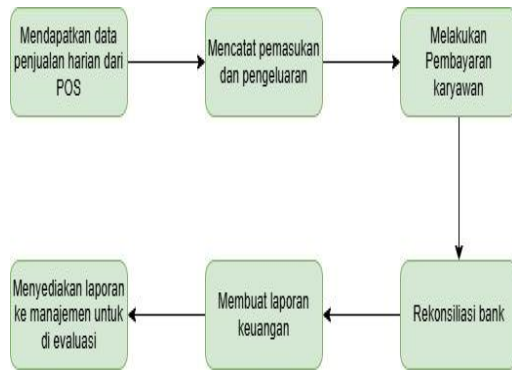 Mendapatkan data
penjualan harian dari
POS
Mencatat pemasukan
dan pengeluaran
Melakukan
Pembayaran
karyawan
Rekonsiliasi bank
Membuat laporan
keuangan
Menyediakan laporan
ke manajemen untuk
di evaluasi